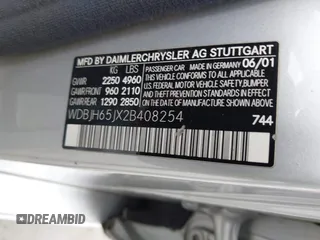 MFD BY DAIMLERCHRYSLER AG STUTTGART
PASSENGER CAR MADE IN GERMANY 06/01
KG LBS
GVWR 2250 4960
GAWR FRONT 960 2110
GAWR REAR 1290 2850
THIS VEHICLE CONFORMS TO ALL APPLICABLE U.S. FEDERAL MOTOR VEHICLE SAFETY, BUMPER AND THEFT PREVENTION STANDARDS IN EFFECT ON THE DATE OF MANUFACTURE SHOWN ABOVE
WDBJH65JX2B408254
744
DREAMBID
DREAMBID